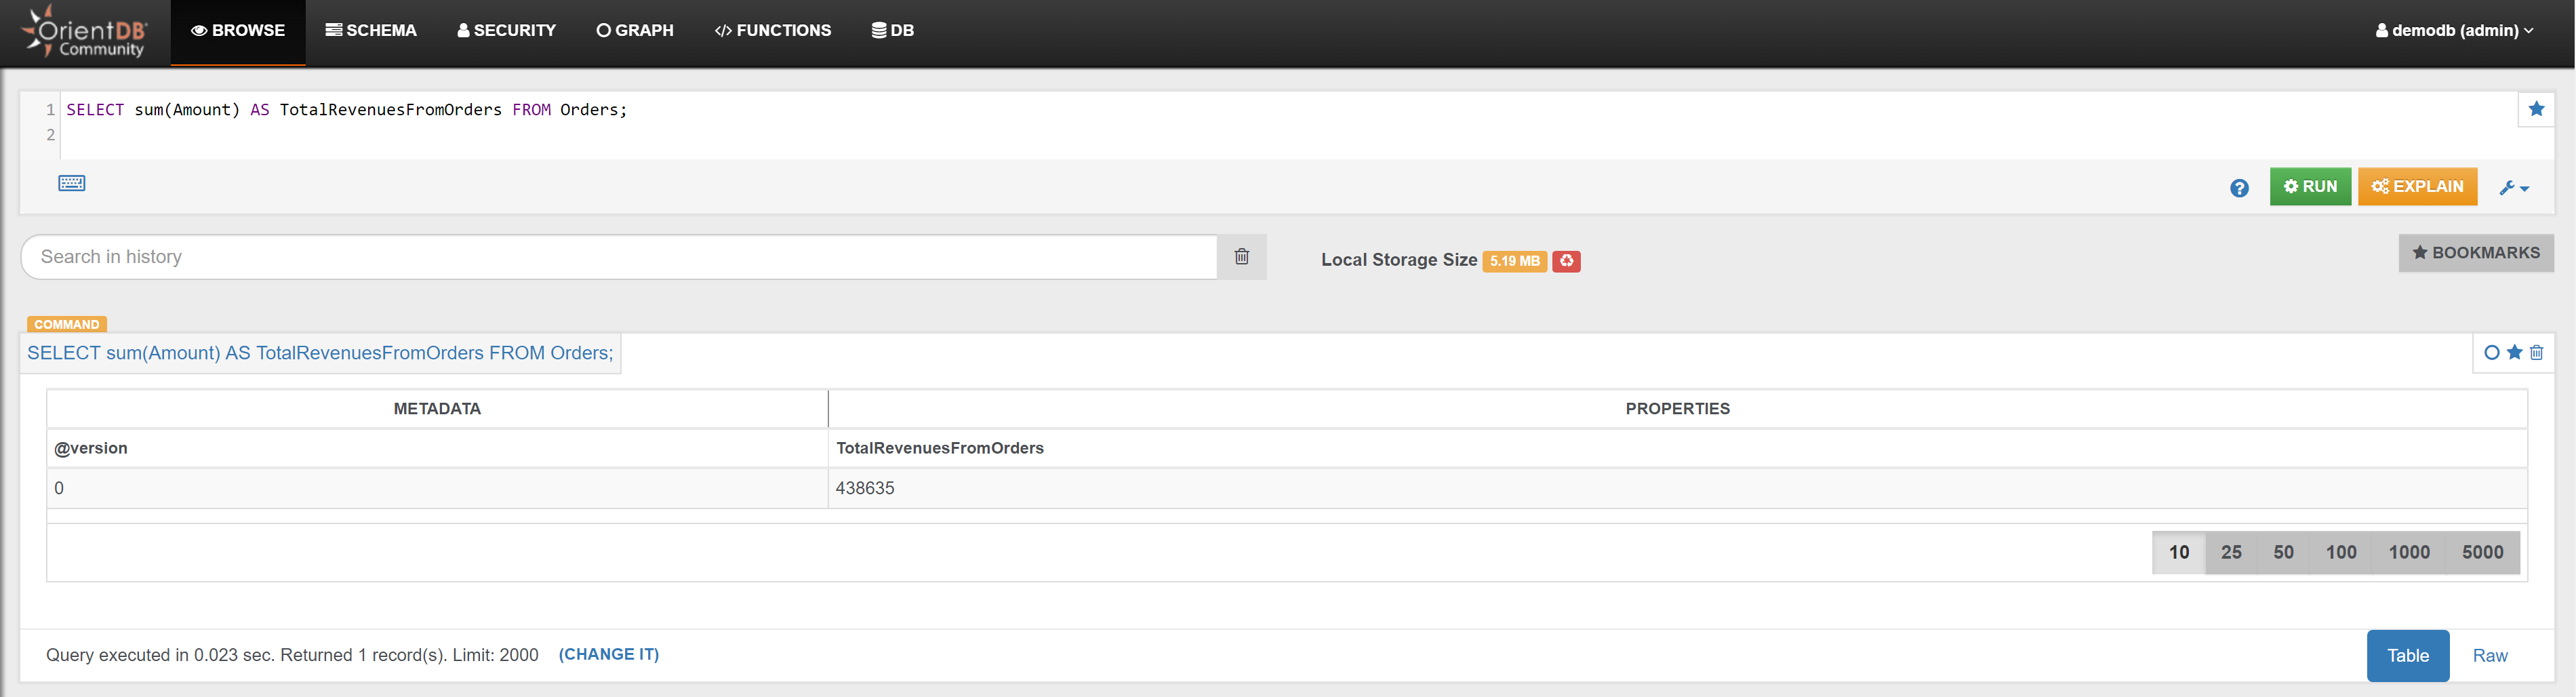 OrientDB
Community
BROWSE SCHEMA SECURITY GRAPH </> FUNCTIONS DB demodb (admin)
1 SELECT sum(Amount) AS TotalRevenuesFromOrders FROM Orders;
2
? RUN EXPLAIN
Search in history Local Storage Size 5.19 MB BOOKMARKS
COMMAND
SELECT sum(Amount) AS TotalRevenuesFromOrders FROM Orders;
METADATA PROPERTIES
@version TotalRevenuesFromOrders
0 438635
10 25 50 100 1000 5000
Query executed in 0.023 sec. Returned 1 record(s). Limit: 2000 (CHANGE IT) Table Raw